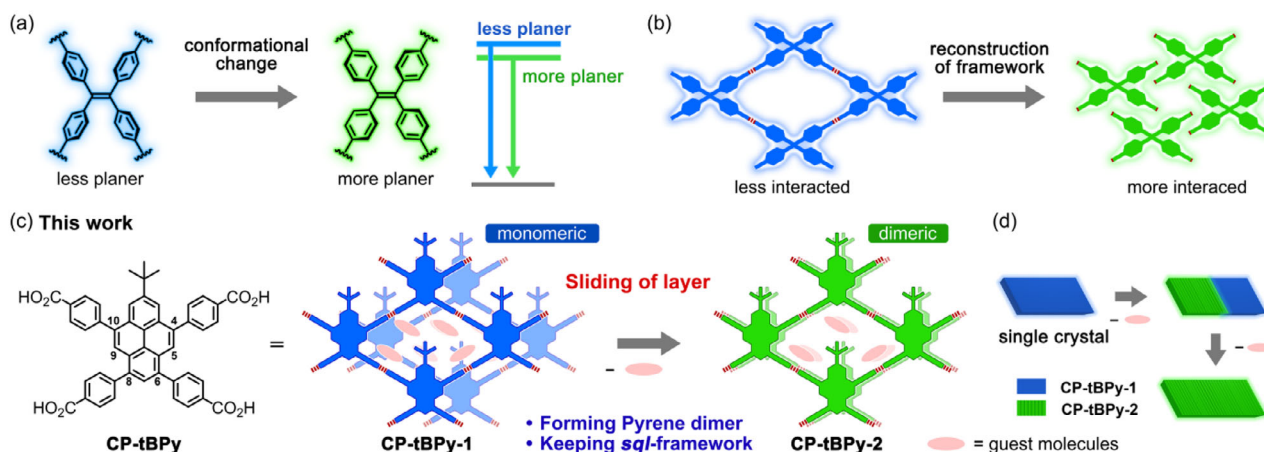 (a)
conformational
change
less planer
more planer
less planer
more planer
(b)
reconstruction
of framework
less interacted
more interaced
(c) This work
CO2H
HO2C
10
4
9
5
8
6
HO2C
CO2H
CP-tBPy
=
monomeric
Sliding of layer
–
dimeric
CP-tBPy-1
• Forming Pyrene dimer
• Keeping sql-framework
CP-tBPy-2
= guest molecules
(d)
single crystal
–
–
CP-tBPy-1
CP-tBPy-2